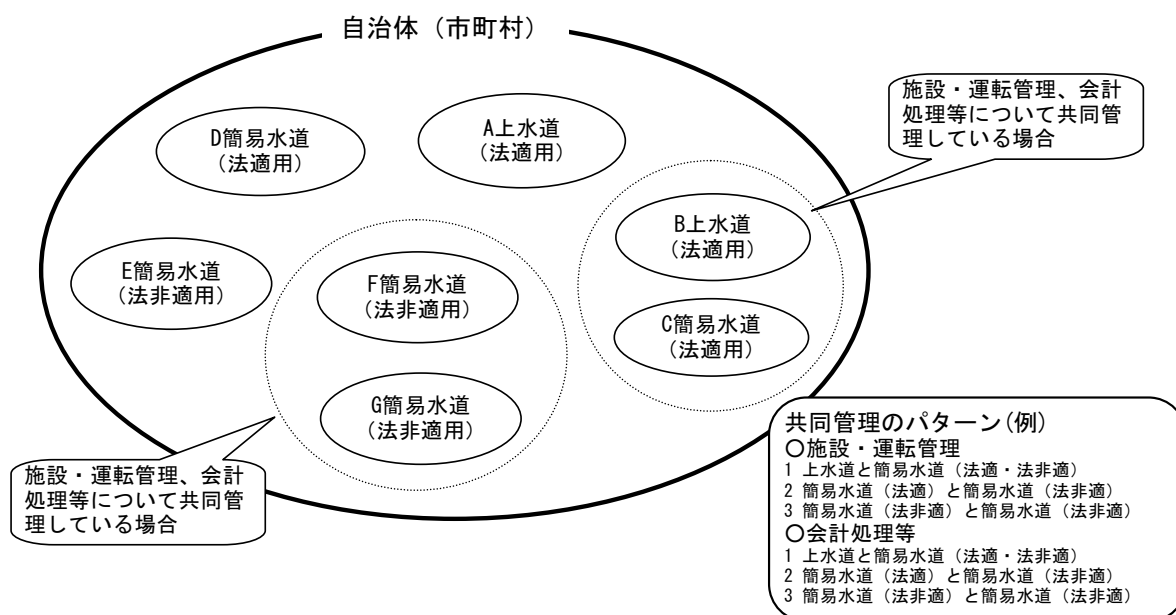 自治体（市町村）
施設・運転管理、会計
処理等について共同管
理している場合
D簡易水道
（法適用）
A上水道
（法適用）
B上水道
（法適用）
E簡易水道
（法非適用）
F簡易水道
（法非適用）
C簡易水道
（法適用）
G簡易水道
（法非適用）
施設・運転管理、会計
処理等について共同管
理している場合
共同管理のパターン(例)
○施設・運転管理
1 上水道と簡易水道（法適・法非適）
2 簡易水道（法適）と簡易水道（法非適）
3 簡易水道（法非適）と簡易水道（法非適）
○会計処理等
1 上水道と簡易水道（法適・法非適）
2 簡易水道（法適）と簡易水道（法非適）
3 簡易水道（法非適）と簡易水道（法非適）